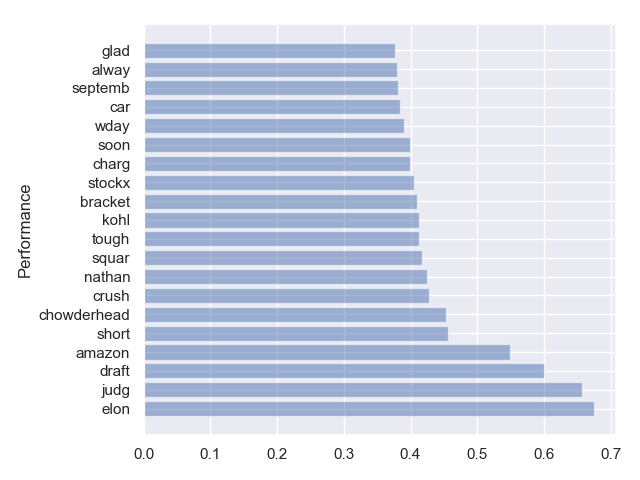 glad
alway
septemb
car
wday
soon
charg
stockx
bracket
kohl
tough
squar
nathan
crush
chowderhead
short
amazon
draft
judg
elon
Performance
0.0 0.1 0.2 0.3 0.4 0.5 0.6 0.7